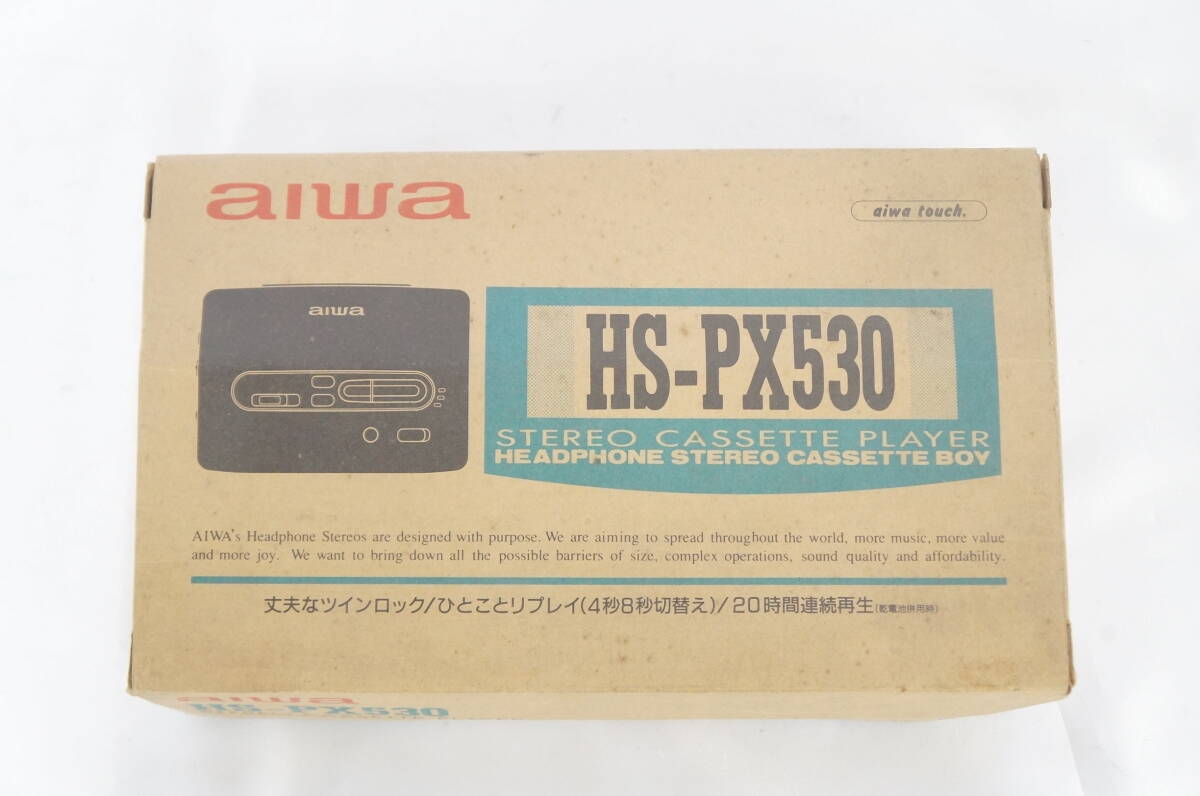 aiwa
aiwa touch.
aiwa
HS-PX530
STEREO CASSETTE PLAYER
HEADPHONE STEREO CASSETTE BOY
AIWA's Headphone Stereos are designed with purpose. We are aiming to spread throughout the world, more music, more value
and more joy. We want to bring down all the possible barriers of size, complex operations, sound quality and affordability.
丈夫なツインロック/ひとことリプレイ(4秒8秒切替え)/20時間連続再生(乾電池併用時)
aiwa
HS-PX530